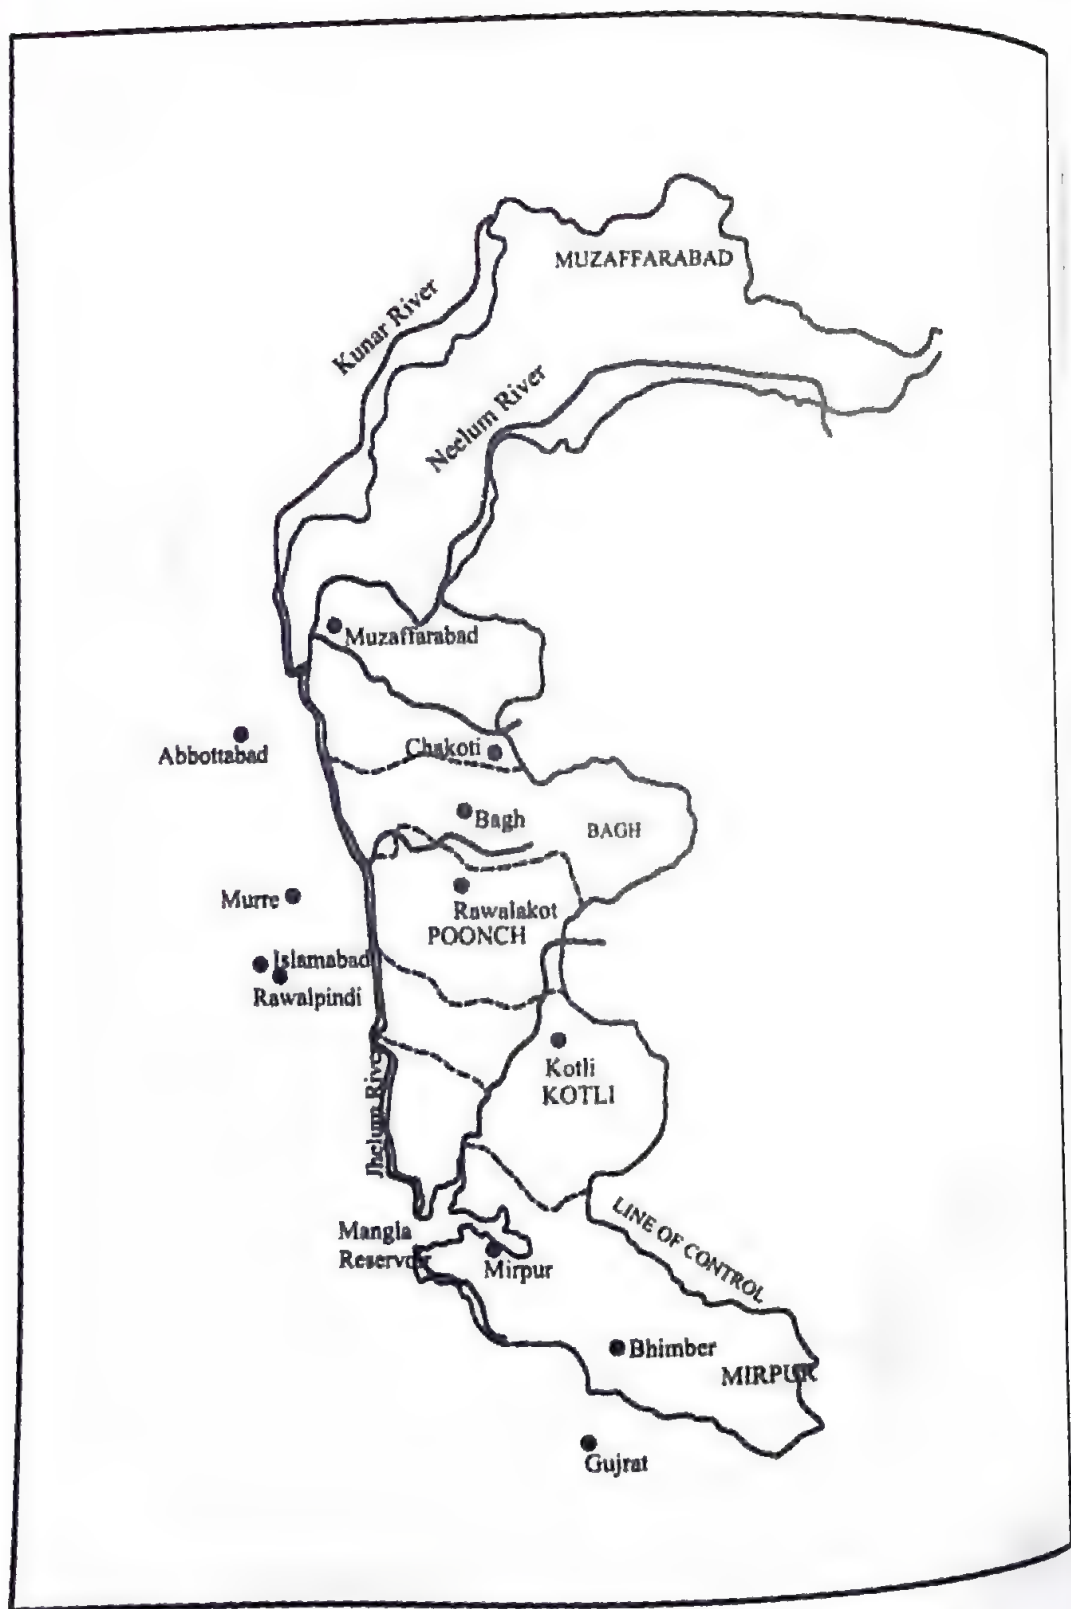 MUZAFFARABAD
Kunar River
Neelum River
Muzaffarabad
Abbottabad
Chakoti
Bagh
BAGH
Murre
Rawalakot
POONCH
Islamabad
Rawalpindi
Kotli
KOTLI
Jhelum River
LINE OF CONTROL
Mangla
Reservoir
Mirpur
Bhimber
MIRPUR
Gujrat